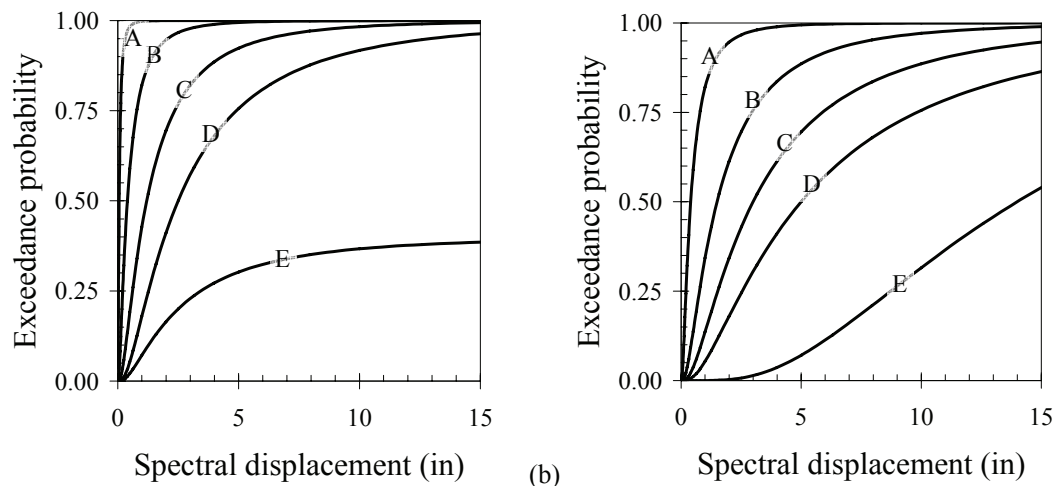 Exceedance probability
1.00
0.75
0.50
0.25
0.00
A
B
C
D
E
0 5 10 15
Spectral displacement (in)
(b)
Exceedance probability
1.00
0.75
0.50
0.25
0.00
A
B
C
D
E
0 5 10 15
Spectral displacement (in)